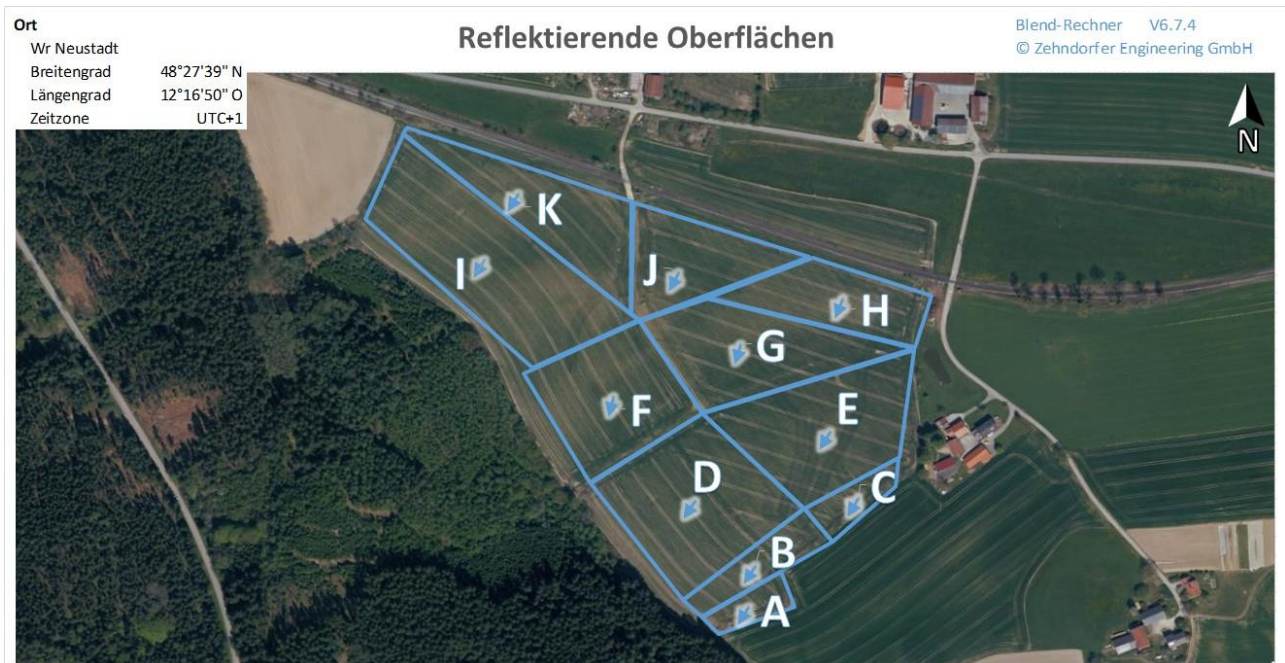 Ort
Wr Neustadt
Breitengrad 48°27'39" N
Längengrad 12°16'50" O
Zeitzone UTC+1
Reflektierende Oberflächen
Blend-Rechner V6.7.4
© Zehndorfer Engineering GmbH
N
K
I
J
H
G
F
E
D
C
B
A